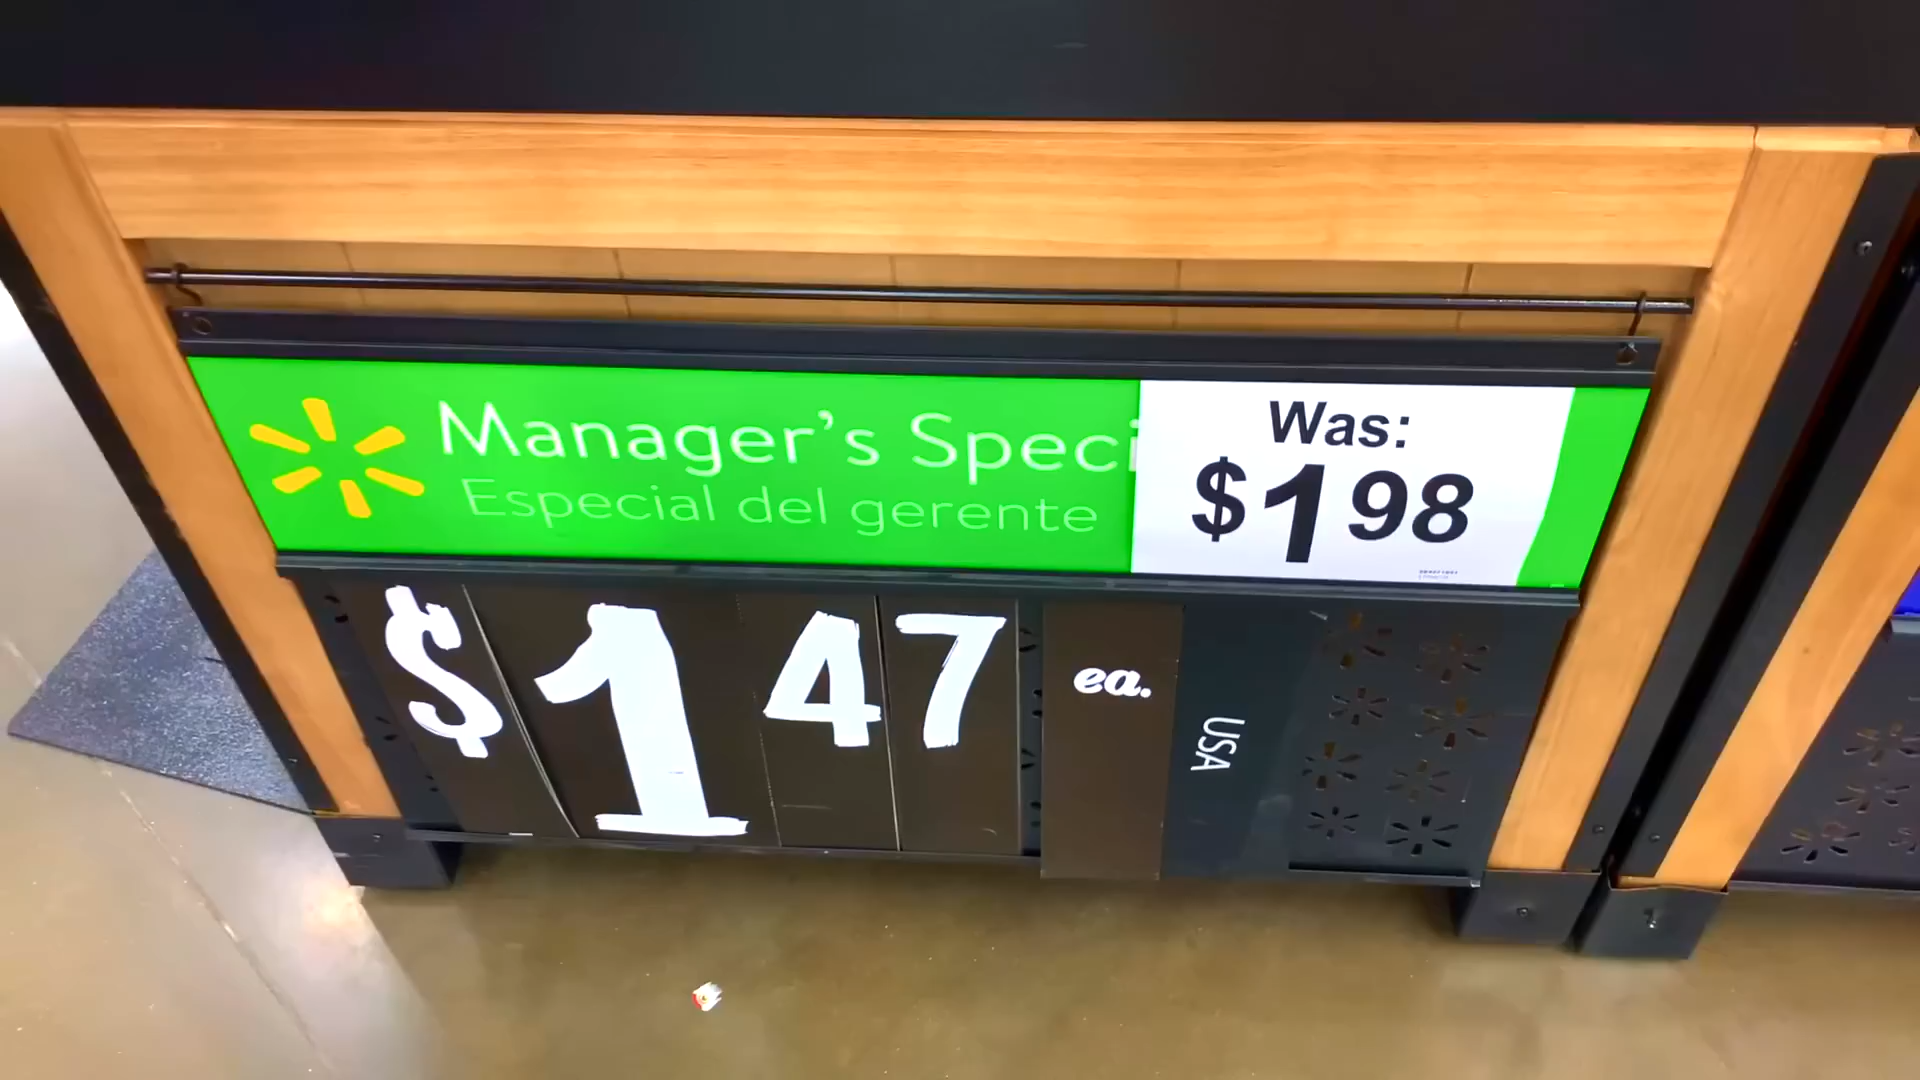 Manager's Speci
Especial del gerente
Was:
$198
$147 ea.
USA